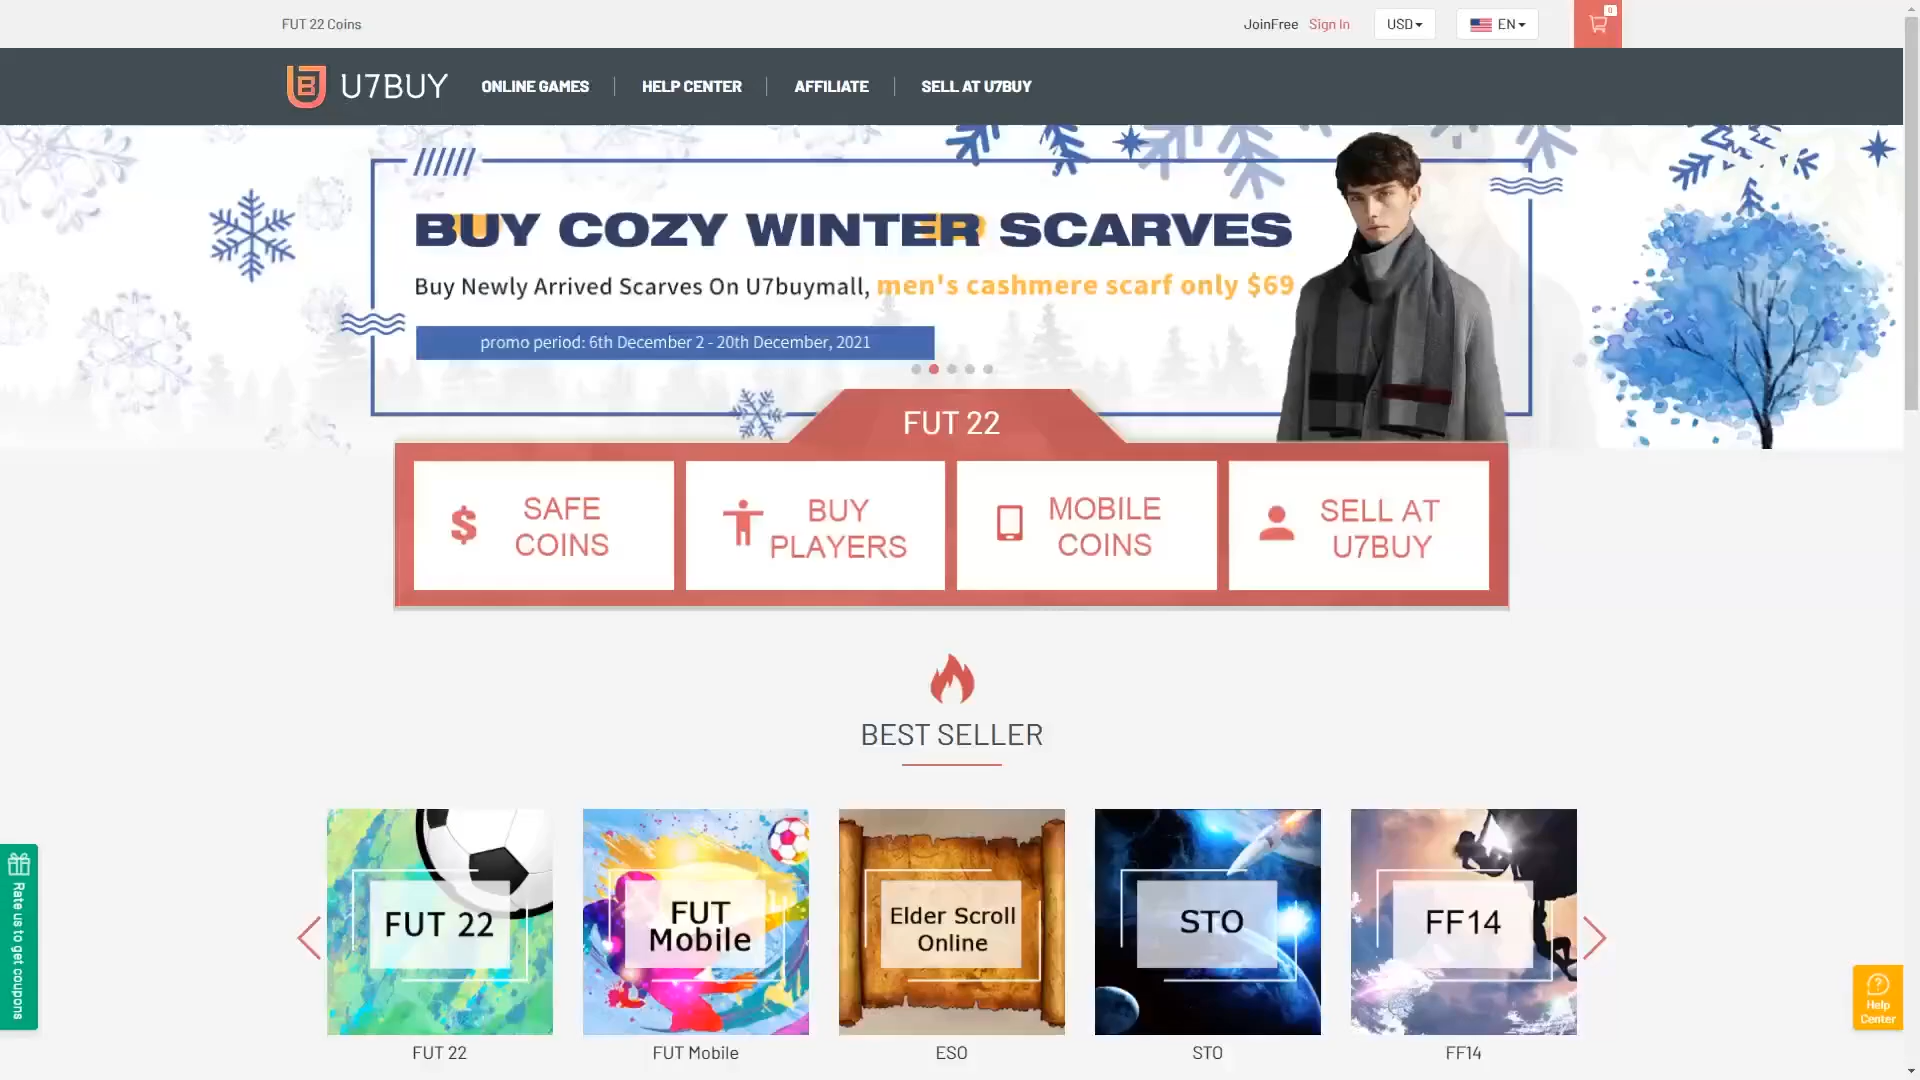 FUT 22 Coins
JoinFree Sign In USD EN 0
U7BUY ONLINE GAMES HELP CENTER AFFILIATE SELL AT U7BUY
BUY COZY WINTER SCARVES
Buy Newly Arrived Scarves On U7buymall, men's cashmere scarf only $69
promo period: 6th December 2 - 20th December, 2021
FUT 22
SAFE
COINS
BUY
PLAYERS
MOBILE
COINS
SELL AT
U7BUY
BEST SELLER
FUT 22
FUT
Mobile
Elder Scroll
Online
STO
FF14
FUT 22
FUT Mobile
ESO
STO
FF14
Rate us to get coupons
Help
Center